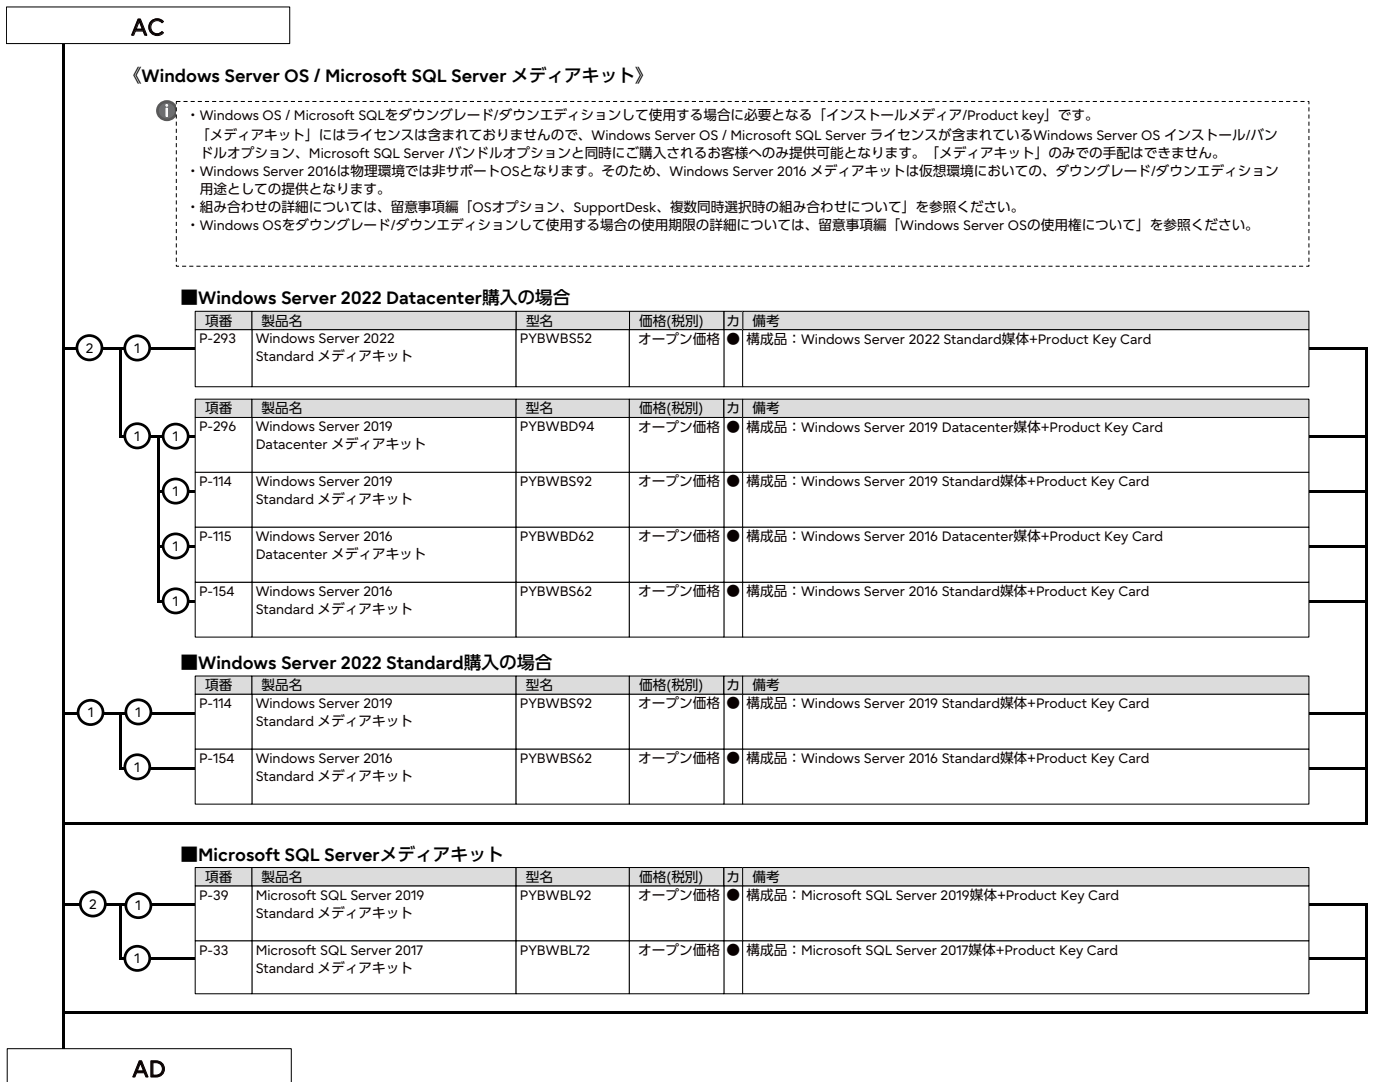 AC
《Windows Server OS / Microsoft SQL Server メディアキット》
i
・Windows OS / Microsoft SQLをダウングレード/ダウンエディションして使用する場合に必要となる「インストールメディア/Product key」です。
「メディアキット」にはライセンスは含まれておりませんので、Windows Server OS / Microsoft SQL Server ライセンスが含まれているWindows Server OS インストール/バン
ドルオプション、Microsoft SQL Server バンドルオプションと同時にご購入されるお客様へのみ提供可能となります。「メディアキット」のみでの手配はできません。
・Windows Server 2016は物理環境では非サポートOSとなります。そのため、Windows Server 2016 メディアキットは仮想環境においての、ダウングレード/ダウンエディション
用途としての提供となります。
・組み合わせの詳細については、留意事項編「OSオプション、SupportDesk、複数同時選択時の組み合わせについて」を参照ください。
・Windows OSをダウングレード/ダウンエディションして使用する場合の使用期限の詳細については、留意事項編「Windows Server OSの使用権について」を参照ください。
■Windows Server 2022 Datacenter購入の場合
項番 製品名 型名 価格(税別) カ 備考
2 1 P-293 Windows Server 2022 PYBWBS52 オープン価格 ● 構成品：Windows Server 2022 Standard媒体+Product Key Card
Standard メディアキット
項番 製品名 型名 価格(税別) カ 備考
1 1 P-296 Windows Server 2019 PYBWBD94 オープン価格 ● 構成品：Windows Server 2019 Datacenter媒体+Product Key Card
Datacenter メディアキット
1 P-114 Windows Server 2019 PYBWBS92 オープン価格 ● 構成品：Windows Server 2019 Standard媒体+Product Key Card
Standard メディアキット
1 P-115 Windows Server 2016 PYBWBD62 オープン価格 ● 構成品：Windows Server 2016 Datacenter媒体+Product Key Card
Datacenter メディアキット
1 P-154 Windows Server 2016 PYBWBS62 オープン価格 ● 構成品：Windows Server 2016 Standard媒体+Product Key Card
Standard メディアキット
■Windows Server 2022 Standard購入の場合
項番 製品名 型名 価格(税別) カ 備考
1 1 P-114 Windows Server 2019 PYBWBS92 オープン価格 ● 構成品：Windows Server 2019 Standard媒体+Product Key Card
Standard メディアキット
1 P-154 Windows Server 2016 PYBWBS62 オープン価格 ● 構成品：Windows Server 2016 Standard媒体+Product Key Card
Standard メディアキット
■Microsoft SQL Serverメディアキット
項番 製品名 型名 価格(税別) カ 備考
2 1 P-39 Microsoft SQL Server 2019 PYBWBL92 オープン価格 ● 構成品：Microsoft SQL Server 2019媒体+Product Key Card
Standard メディアキット
1 P-33 Microsoft SQL Server 2017 PYBWBL72 オープン価格 ● 構成品：Microsoft SQL Server 2017媒体+Product Key Card
Standard メディアキット
AD